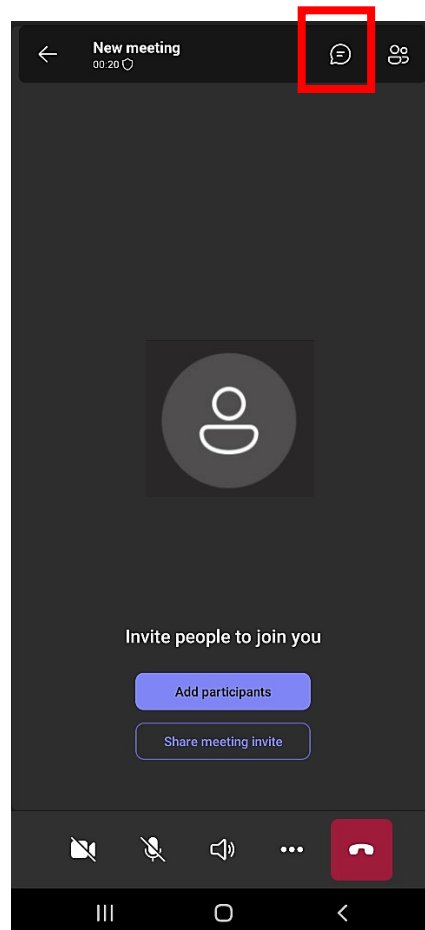 New meeting
00:20
Invite people to join you
Add participants
Share meeting invite